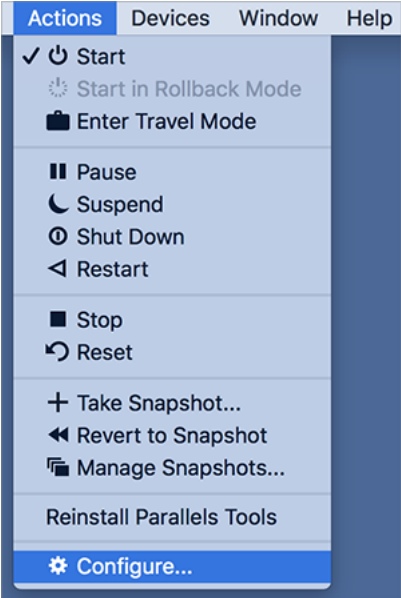 Actions Devices Window Help
Start
Start in Rollback Mode
Enter Travel Mode
Pause
Suspend
Shut Down
Restart
Stop
Reset
Take Snapshot...
Revert to Snapshot
Manage Snapshots...
Reinstall Parallels Tools
Configure...